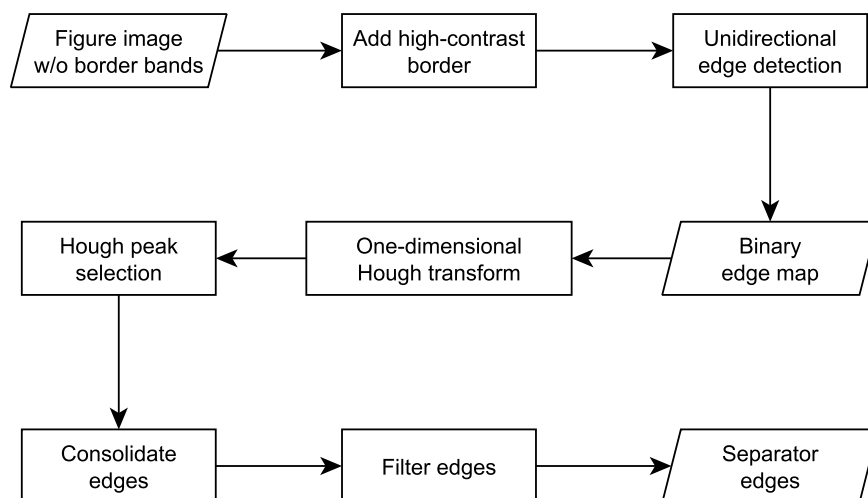 Figure image
w/o border bands
Add high-contrast
border
Unidirectional
edge detection
Hough peak
selection
One-dimensional
Hough transform
Binary
edge map
Consolidate
edges
Filter edges
Separator
edges